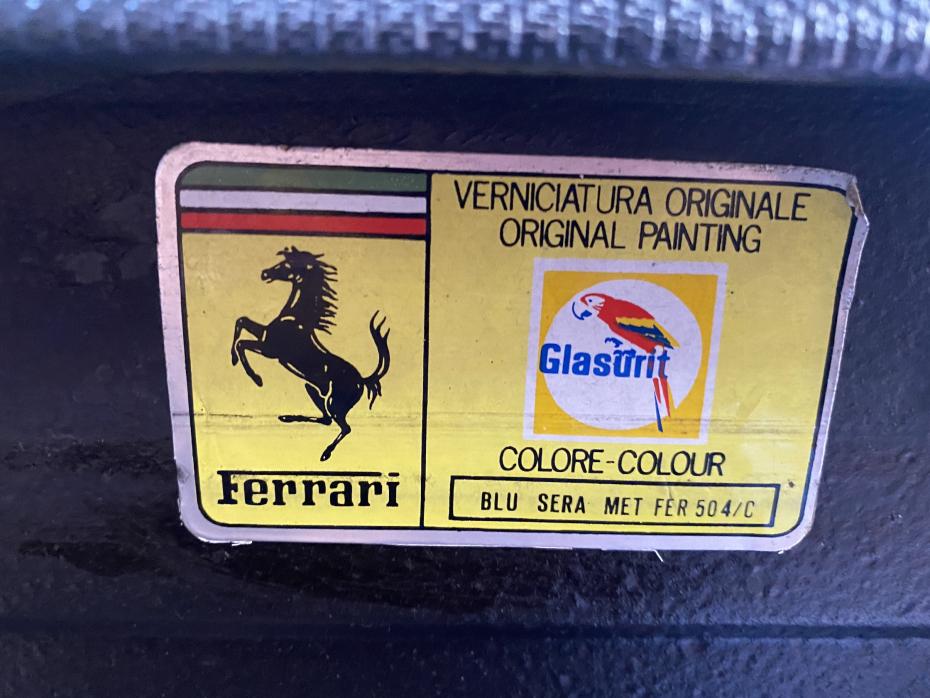 VERNICIATURA ORIGINALE
ORIGINAL PAINTING
Glasurit
COLORE-COLOUR
BLU SERA MET FER 504/C
Ferrari